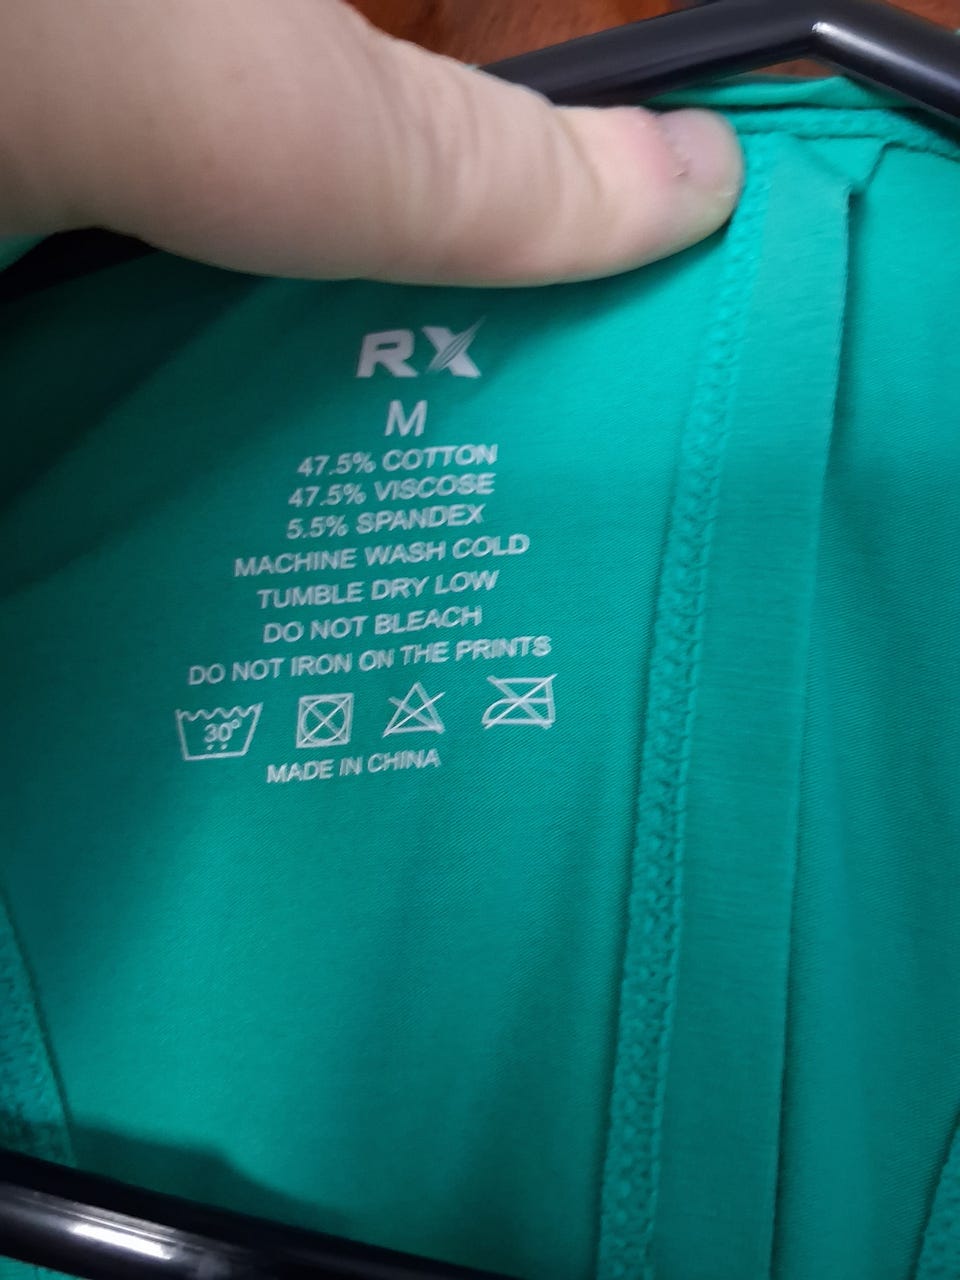 RX
M
47.5% COTTON
47.5% VISCOSE
5.5% SPANDEX
MACHINE WASH COLD
TUMBLE DRY LOW
DO NOT BLEACH
DO NOT IRON ON THE PRINTS
30°
MADE IN CHINA